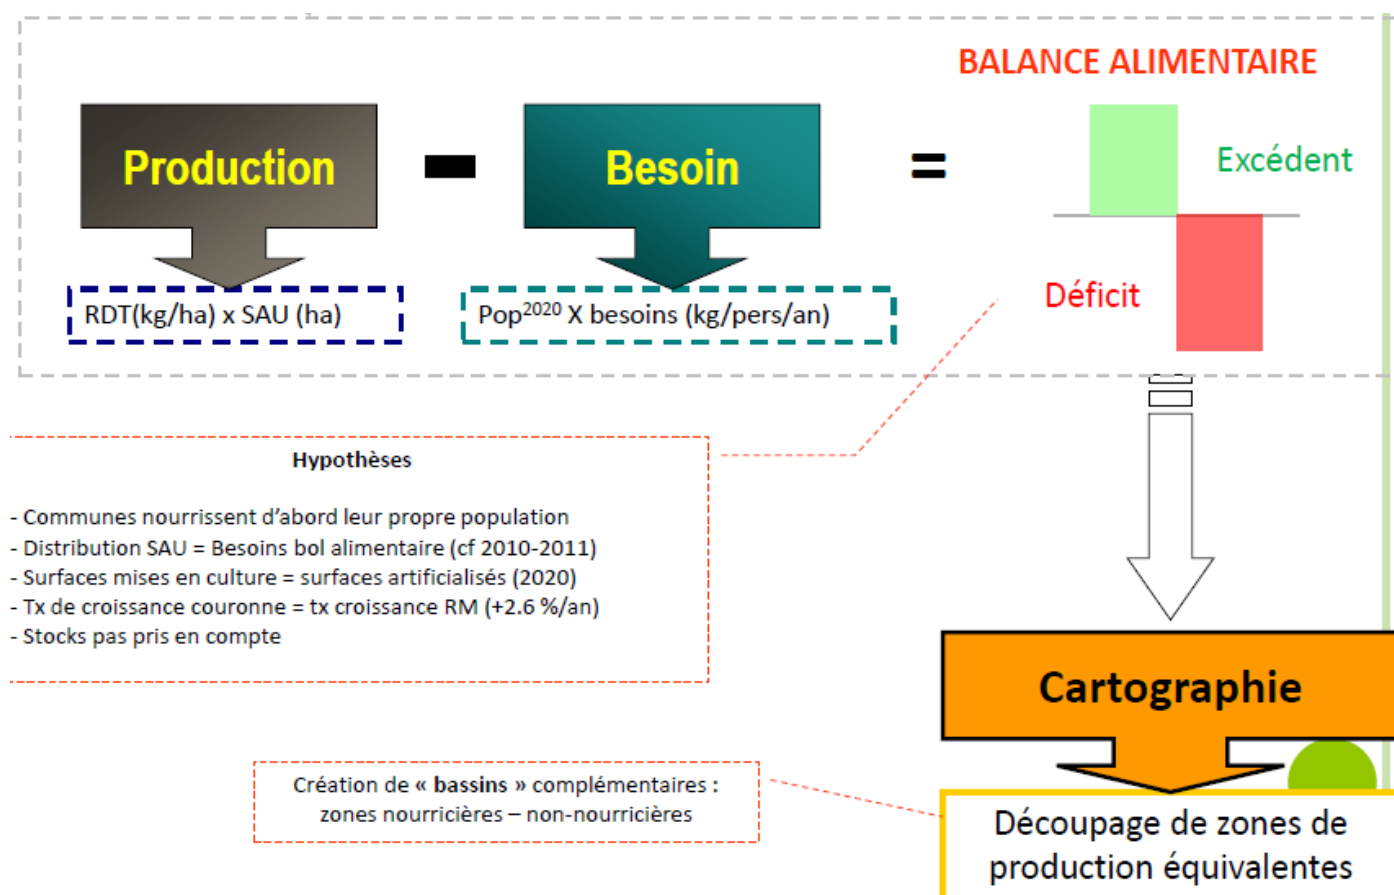 BALANCE ALIMENTAIRE
Production
-
Besoin
=
Excédent
Déficit
RDT(kg/ha) x SAU (ha)
Pop2020 X besoins (kg/pers/an)
Hypothèses
- Communes nourrissent d'abord leur propre population
- Distribution SAU = Besoins bol alimentaire (cf 2010-2011)
- Surfaces mises en culture = surfaces artificialisés (2020)
- Tx de croissance couronne = tx croissance RM (+2.6 %/an)
- Stocks pas pris en compte
Cartographie
Création de « bassins » complémentaires :
zones nourricières – non-nourricières
Découpage de zones de
production équivalentes